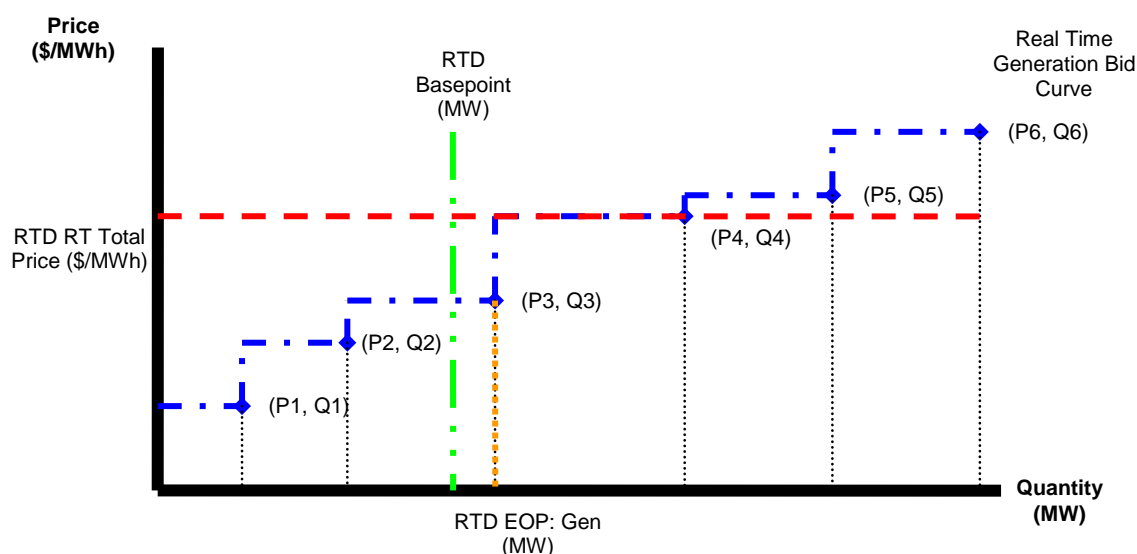 Price
($/MWh)
RTD
Basepoint
(MW)
Real Time
Generation Bid
Curve
(P6, Q6)
(P5, Q5)
(P4, Q4)
RTD RT Total
Price ($/MWh)
(P3, Q3)
(P2, Q2)
(P1, Q1)
Quantity
(MW)
RTD EOP: Gen
(MW)